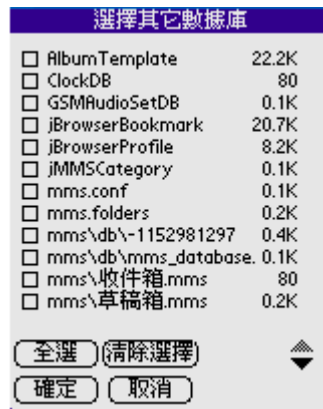 選擇其它數據庫
AlbumTemplate 22.2K
ClockDB 80
GSMAudioSetDB 0.1K
jBrowserBookmark 20.7K
jBrowserProfile 8.2K
jMMSCategory 0.1K
mms.conf 0.1K
mms.folders 0.2K
mms\db\-1152981297 0.4K
mms\db\mms_database. 0.1K
mms\收件箱.mms 80
mms\草稿箱.mms 0.2K
全選 清除選擇
確定 取消